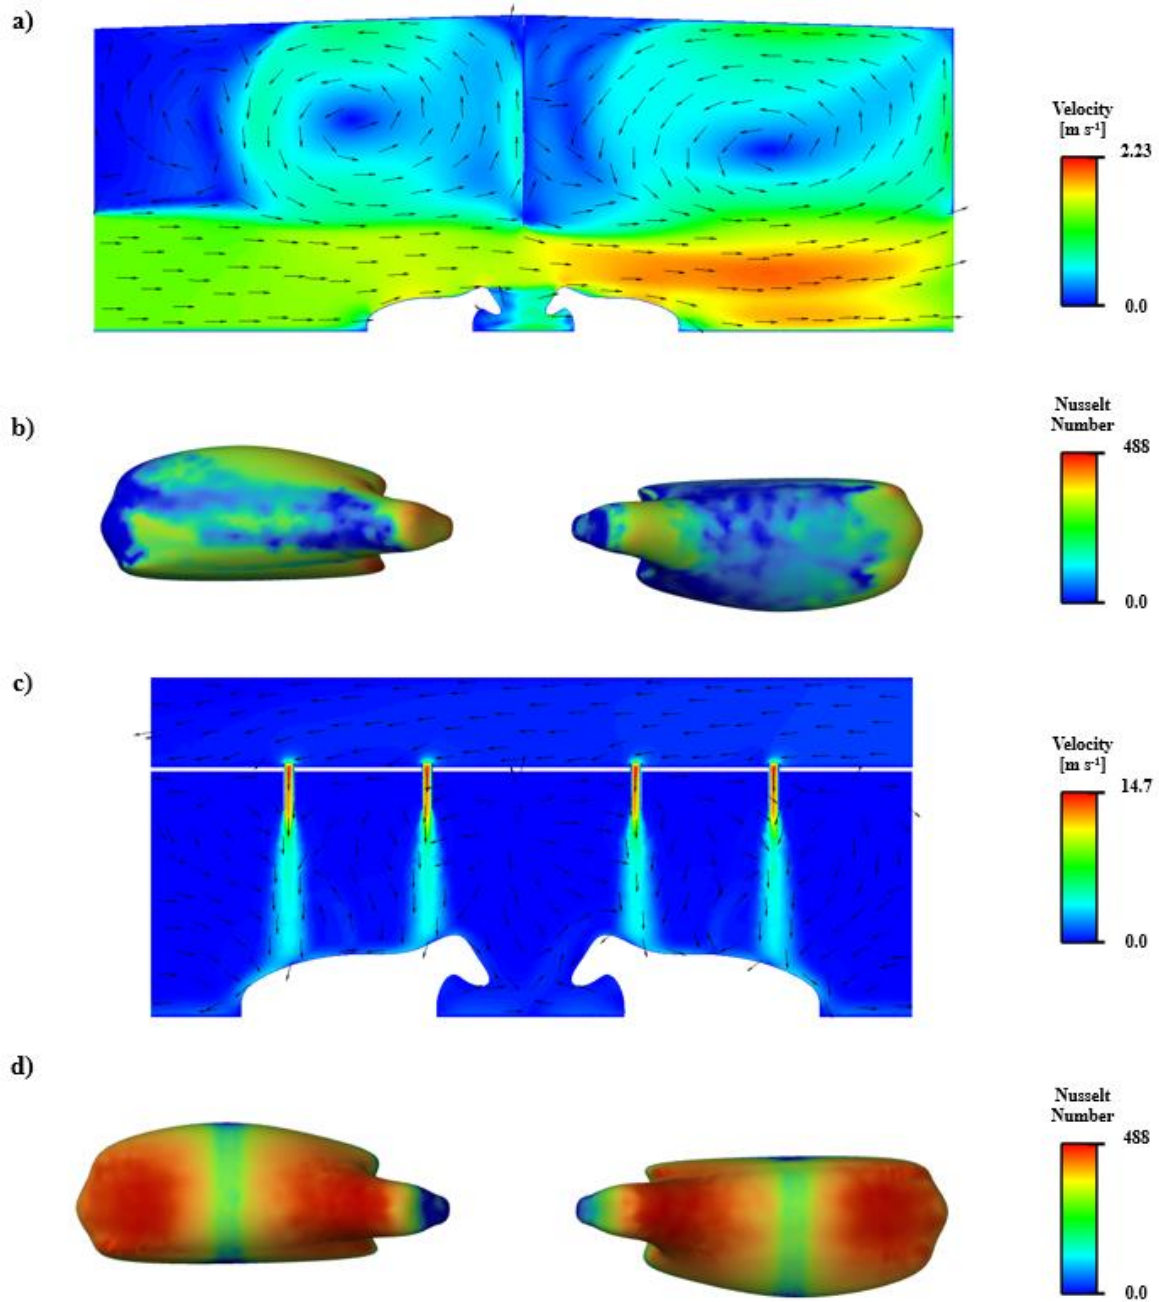 a)
Velocity
[m s⁻¹]
2.23
0.0
b)
Nusselt
Number
488
0.0
c)
Velocity
[m s⁻¹]
14.7
0.0
d)
Nusselt
Number
488
0.0